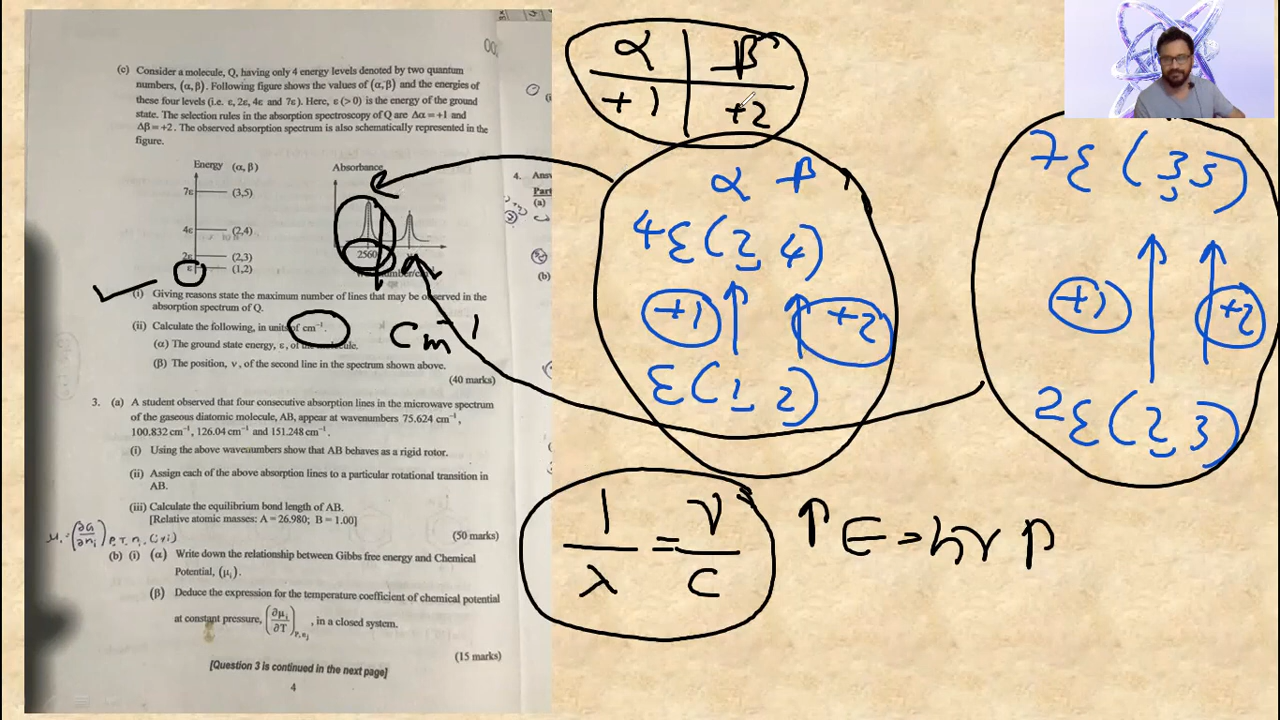 (c) Consider a molecule, Q, having only 4 energy levels denoted by two quantum
numbers, (α, β). Following figure shows the values of (α, β) and the energies of
these four levels (i.e. ε, 2ε, 4ε and 7ε). Here, ε (> 0) is the energy of the ground
state. The selection rules in the absorption spectroscopy of Q are Δα = +1 and
Δβ = +2. The observed absorption spectrum is also schematically represented in the
figure.
Energy (α, β)
7ε (3,5)
4ε (2,4)
2ε (2,3)
ε (1,2)
Absorbance
2560
(i) Giving reasons state the maximum number of lines that may be observed in the
absorption spectrum of Q.
(ii) Calculate the following, in units of cm⁻¹.
(α) The ground state energy, ε, of the molecule.
(β) The position, ν, of the second line in the spectrum shown above.
(40 marks)
3. (a) A student observed that four consecutive absorption lines in the microwave spectrum
of the gaseous diatomic molecule, AB, appear at wavenumbers 75.624 cm⁻¹,
100.832 cm⁻¹, 126.04 cm⁻¹ and 151.248 cm⁻¹.
(i) Using the above wavenumbers show that AB behaves as a rigid rotor.
(ii) Assign each of the above absorption lines to a particular rotational transition in
AB.
(iii) Calculate the equilibrium bond length of AB.
[Relative atomic masses: A = 26.980; B = 1.00]
(50 marks)
(b) (i) (α) Write down the relationship between Gibbs free energy and Chemical
Potential, (μᵢ).
(β) Deduce the expression for the temperature coefficient of chemical potential
at constant pressure, (∂μᵢ/∂T)P,nⱼ, in a closed system.
(15 marks)
[Question 3 is continued in the next page]
4
4. Ans
Part
(a)
(b)
α β
+1 +2
α β
4ε (2, 4)
+1 +2
ε (1, 2)
7ε (3,5)
+1 +2
2ε (2, 3)
Cm⁻¹
1/λ = ν/c
↑ E = hν ↑